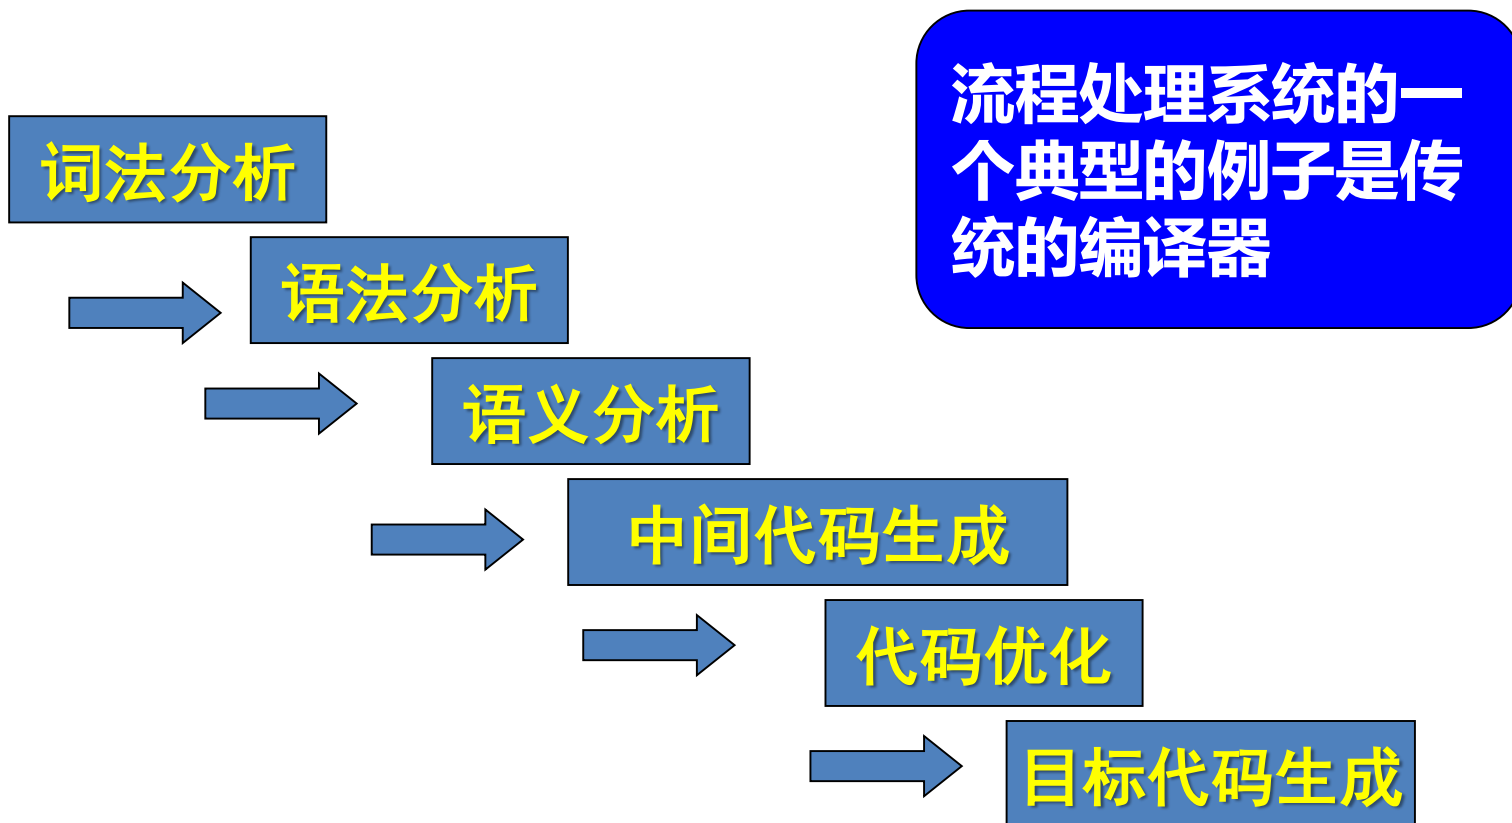 流程处理系统的一
个典型的例子是传
统的编译器
词法分析
语法分析
语义分析
中间代码生成
代码优化
目标代码生成